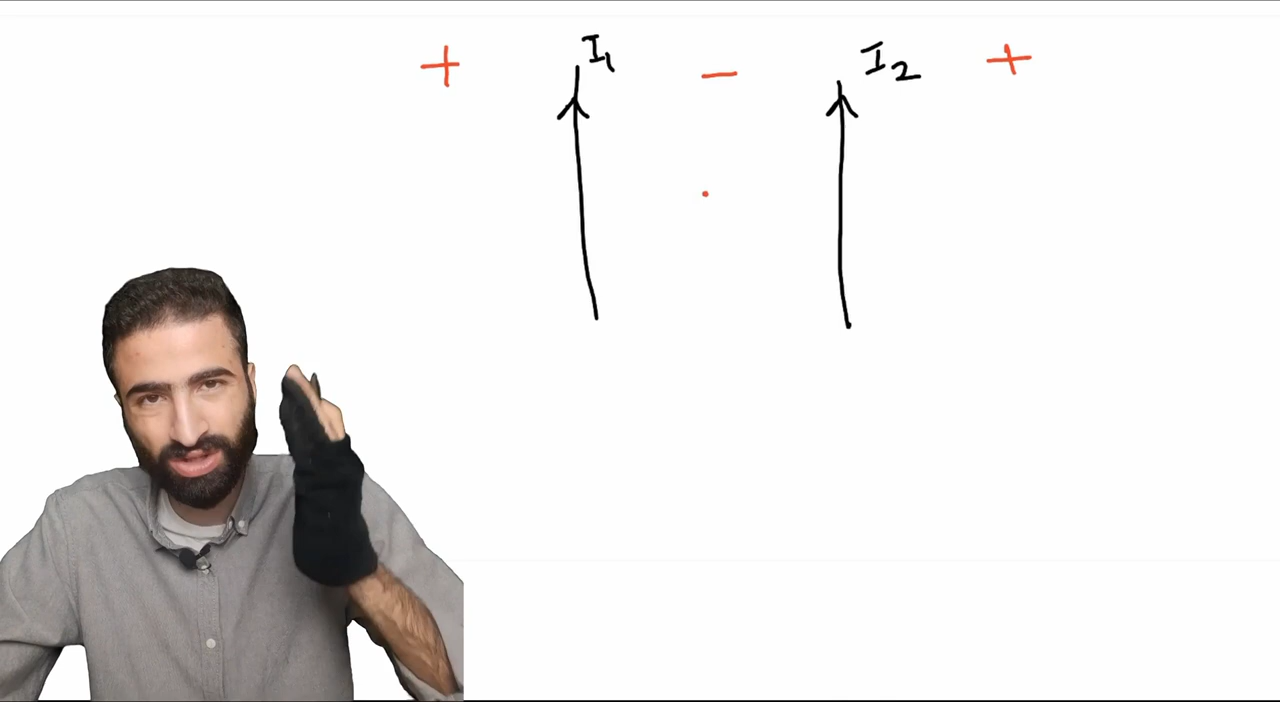 + I₁ - I₂ +